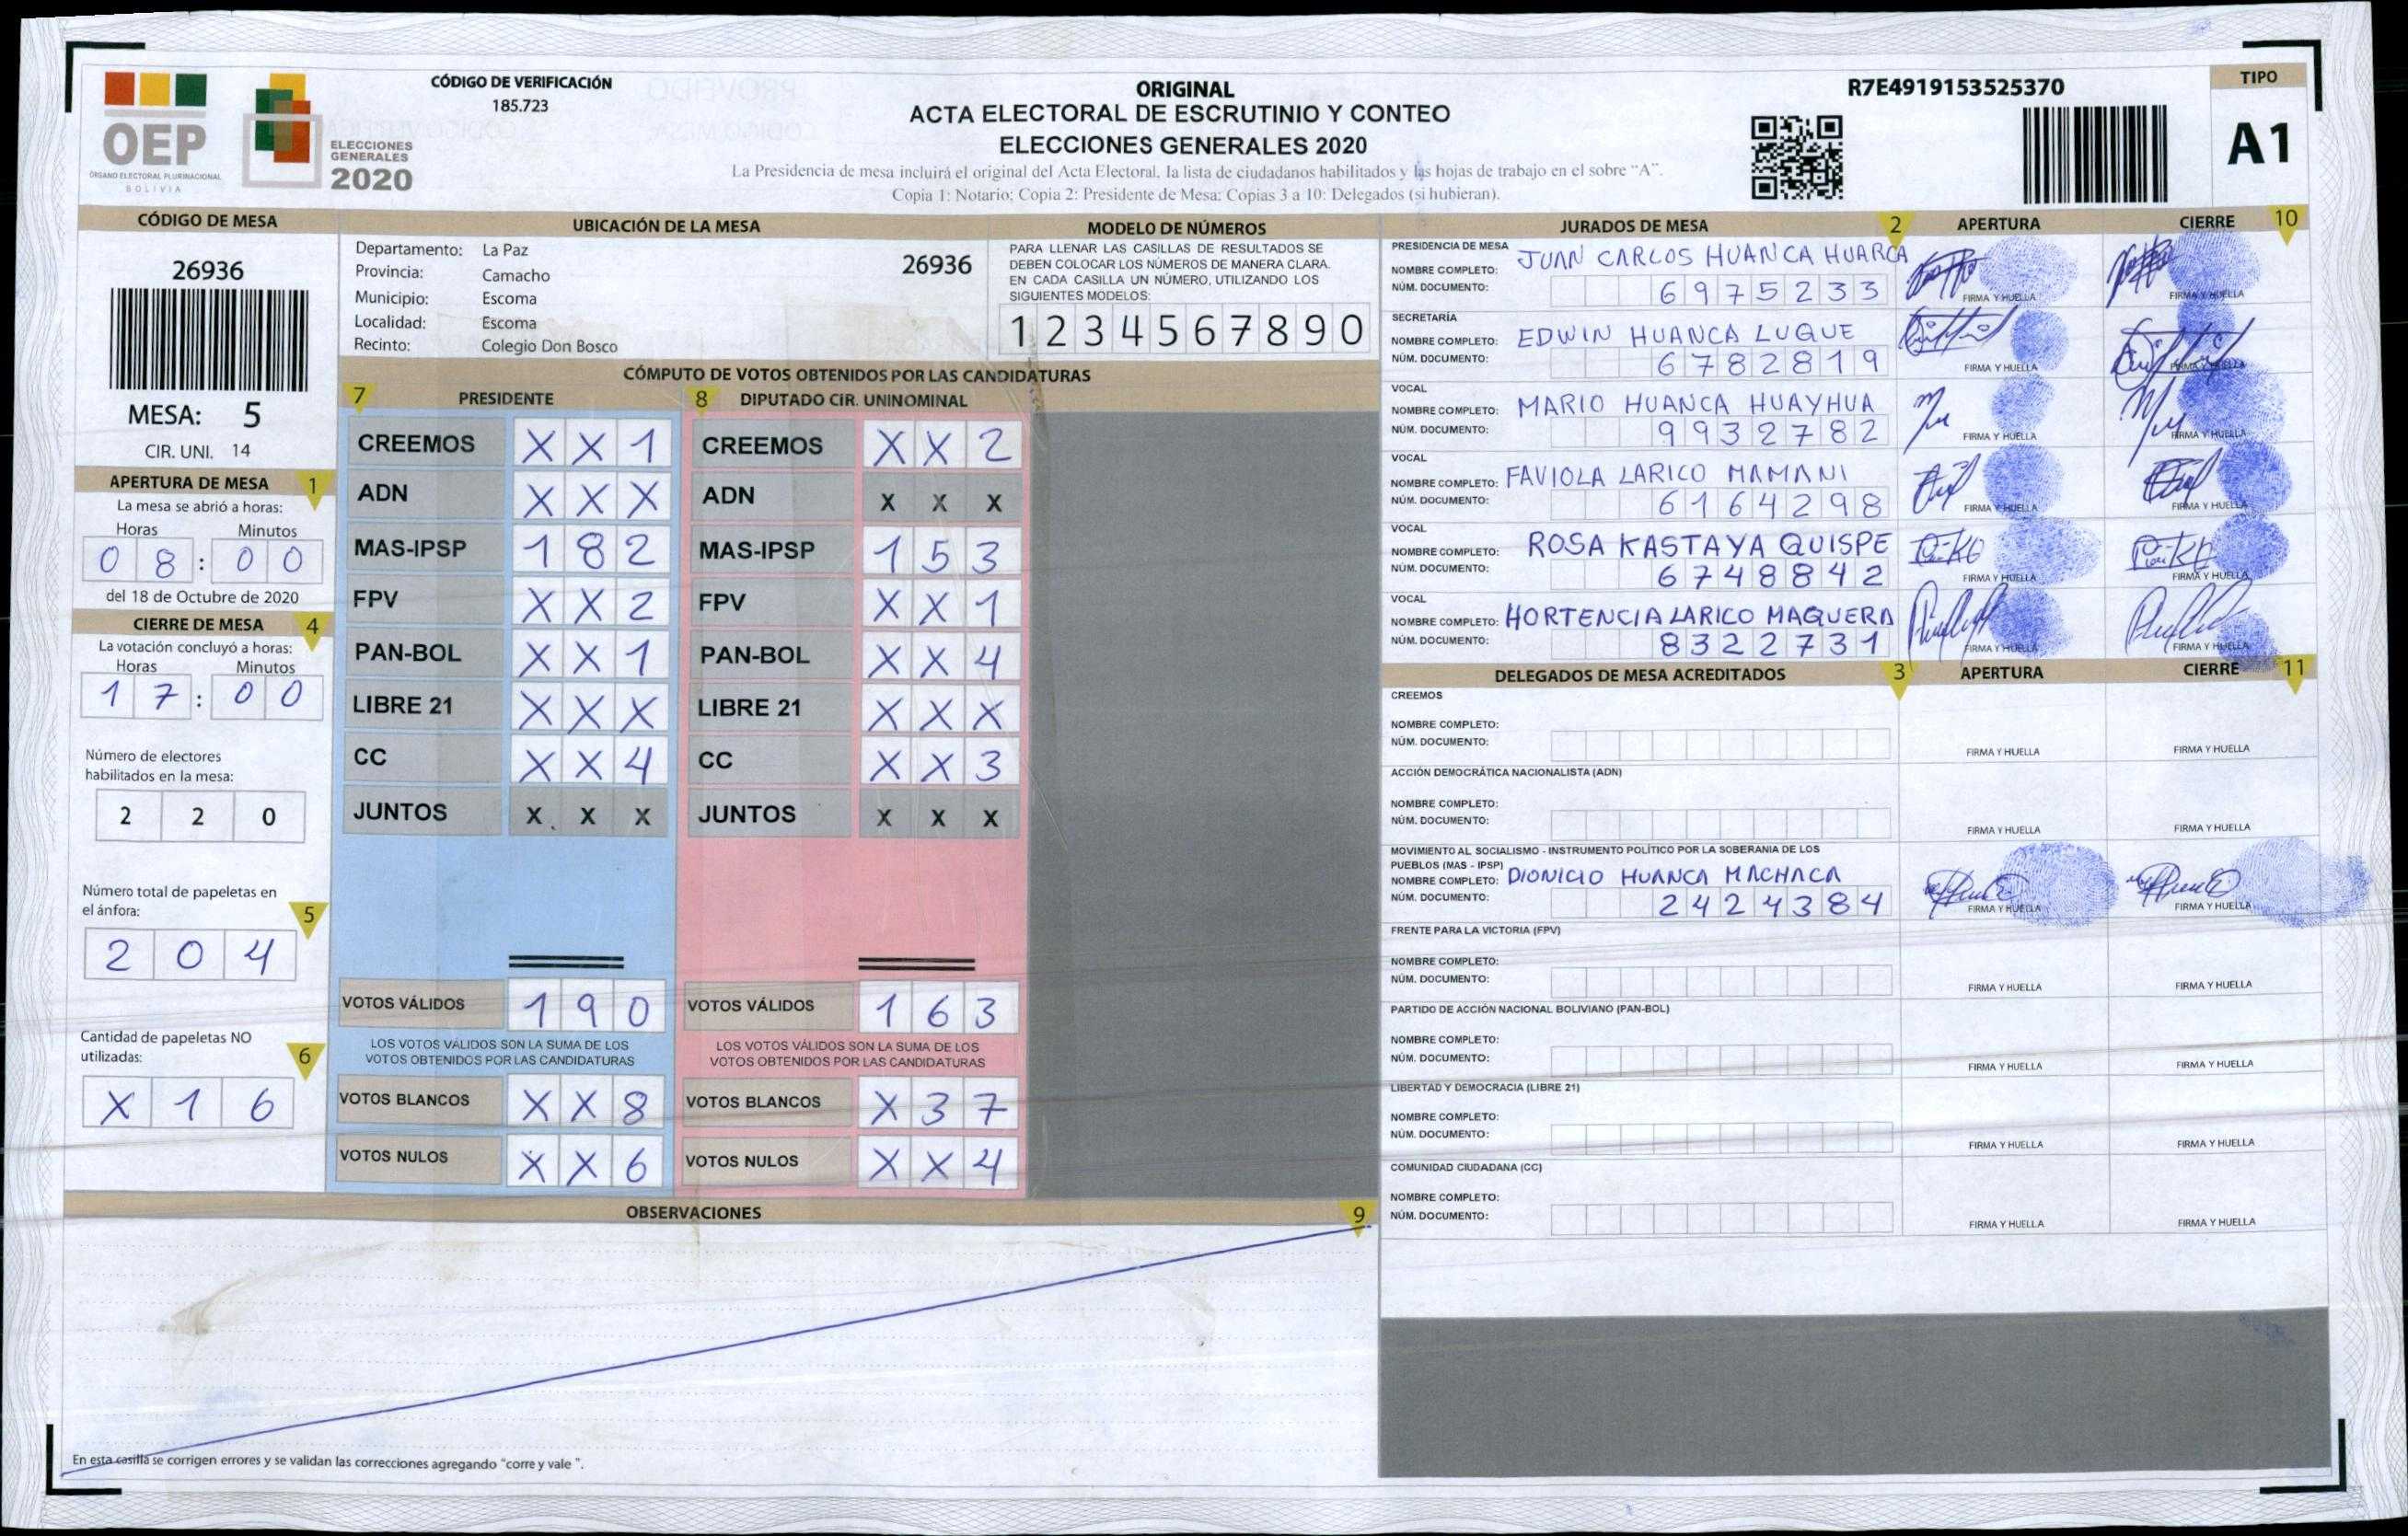 OEP
ÓRGANO ELECTORAL PLURINACIONAL
BOLIVIA
ELECCIONES
GENERALES
2020
CÓDIGO DE VERIFICACIÓN
185.723
ORIGINAL
ACTA ELECTORAL DE ESCRUTINIO Y CONTEO
ELECCIONES GENERALES 2020
La Presidencia de mesa incluirá el original del Acta Electoral, la lista de ciudadanos habilitados y las hojas de trabajo en el sobre "A".
Copia 1: Notario; Copia 2: Presidente de Mesa; Copias 3 a 10: Delegados (si hubieran).
R7E4919153525370
TIPO
A1
CÓDIGO DE MESA
26936
MESA: 5
CIR. UNI. 14
APERTURA DE MESA 1
La mesa se abrió a horas:
Horas Minutos
0 8 : 0 0
del 18 de Octubre de 2020
CIERRE DE MESA 4
La votación concluyó a horas:
Horas Minutos
1 7 : 0 0
Número de electores
habilitados en la mesa:
2 2 0
Número total de papeletas en
el ánfora: 5
2 0 4
Cantidad de papeletas NO
utilizadas: 6
X 1 6
UBICACIÓN DE LA MESA
Departamento: La Paz
Provincia: Camacho
Municipio: Escoma
Localidad: Escoma
Recinto: Colegio Don Bosco
26936
MODELO DE NÚMEROS
PARA LLENAR LAS CASILLAS DE RESULTADOS SE
DEBEN COLOCAR LOS NÚMEROS DE MANERA CLARA.
EN CADA CASILLA UN NÚMERO, UTILIZANDO LOS
SIGUIENTES MODELOS:
1 2 3 4 5 6 7 8 9 0
CÓMPUTO DE VOTOS OBTENIDOS POR LAS CANDIDATURAS
7 PRESIDENTE
CREEMOS X X 1
ADN X X X
MAS-IPSP 1 8 2
FPV X X 2
PAN-BOL X X 1
LIBRE 21 X X X
CC X X 4
JUNTOS X X X
VOTOS VÁLIDOS 1 9 0
LOS VOTOS VÁLIDOS SON LA SUMA DE LOS
VOTOS OBTENIDOS POR LAS CANDIDATURAS
VOTOS BLANCOS X X 8
VOTOS NULOS X X 6
8 DIPUTADO CIR. UNINOMINAL
CREEMOS X X 2
ADN X X X
MAS-IPSP 1 5 3
FPV X X 1
PAN-BOL X X 4
LIBRE 21 X X X
CC X X 3
JUNTOS X X X
VOTOS VÁLIDOS 1 6 3
LOS VOTOS VÁLIDOS SON LA SUMA DE LOS
VOTOS OBTENIDOS POR LAS CANDIDATURAS
VOTOS BLANCOS X 3 7
VOTOS NULOS X X 4
OBSERVACIONES 9
En esta casilla se corrigen errores y se validan las correcciones agregando "corre y vale ".
JURADOS DE MESA 2 APERTURA CIERRE 10
PRESIDENCIA DE MESA
NOMBRE COMPLETO: JUAN CARLOS HUANCA HUARCA
NÚM. DOCUMENTO: 6975233
FIRMA Y HUELLA FIRMA Y HUELLA
SECRETARÍA
NOMBRE COMPLETO: EDWIN HUANCA LUQUE
NÚM. DOCUMENTO: 6782819
FIRMA Y HUELLA FIRMA Y HUELLA
VOCAL
NOMBRE COMPLETO: MARIO HUANCA HUAYHUA
NÚM. DOCUMENTO: 9932782
FIRMA Y HUELLA FIRMA Y HUELLA
VOCAL
NOMBRE COMPLETO: FAVIOLA LARICO MAMANI
NÚM. DOCUMENTO: 6164298
FIRMA Y HUELLA FIRMA Y HUELLA
VOCAL
NOMBRE COMPLETO: ROSA KASTAYA QUISPE
NÚM. DOCUMENTO: 6748842
FIRMA Y HUELLA FIRMA Y HUELLA
VOCAL
NOMBRE COMPLETO: HORTENCIA LARICO MAQUERA
NÚM. DOCUMENTO: 8322731
FIRMA Y HUELLA FIRMA Y HUELLA
DELEGADOS DE MESA ACREDITADOS 3 APERTURA CIERRE 11
CREEMOS
NOMBRE COMPLETO:
NÚM. DOCUMENTO:
FIRMA Y HUELLA FIRMA Y HUELLA
ACCIÓN DEMOCRÁTICA NACIONALISTA (ADN)
NOMBRE COMPLETO:
NÚM. DOCUMENTO:
FIRMA Y HUELLA FIRMA Y HUELLA
MOVIMIENTO AL SOCIALISMO - INSTRUMENTO POLÍTICO POR LA SOBERANIA DE LOS
PUEBLOS (MAS - IPSP)
NOMBRE COMPLETO: DIONICIO HUANCA MACHACA
NÚM. DOCUMENTO: 2424384
FIRMA Y HUELLA FIRMA Y HUELLA
FRENTE PARA LA VICTORIA (FPV)
NOMBRE COMPLETO:
NÚM. DOCUMENTO:
FIRMA Y HUELLA FIRMA Y HUELLA
PARTIDO DE ACCIÓN NACIONAL BOLIVIANO (PAN-BOL)
NOMBRE COMPLETO:
NÚM. DOCUMENTO:
FIRMA Y HUELLA FIRMA Y HUELLA
LIBERTAD Y DEMOCRACIA (LIBRE 21)
NOMBRE COMPLETO:
NÚM. DOCUMENTO:
FIRMA Y HUELLA FIRMA Y HUELLA
COMUNIDAD CIUDADANA (CC)
NOMBRE COMPLETO:
NÚM. DOCUMENTO:
FIRMA Y HUELLA FIRMA Y HUELLA